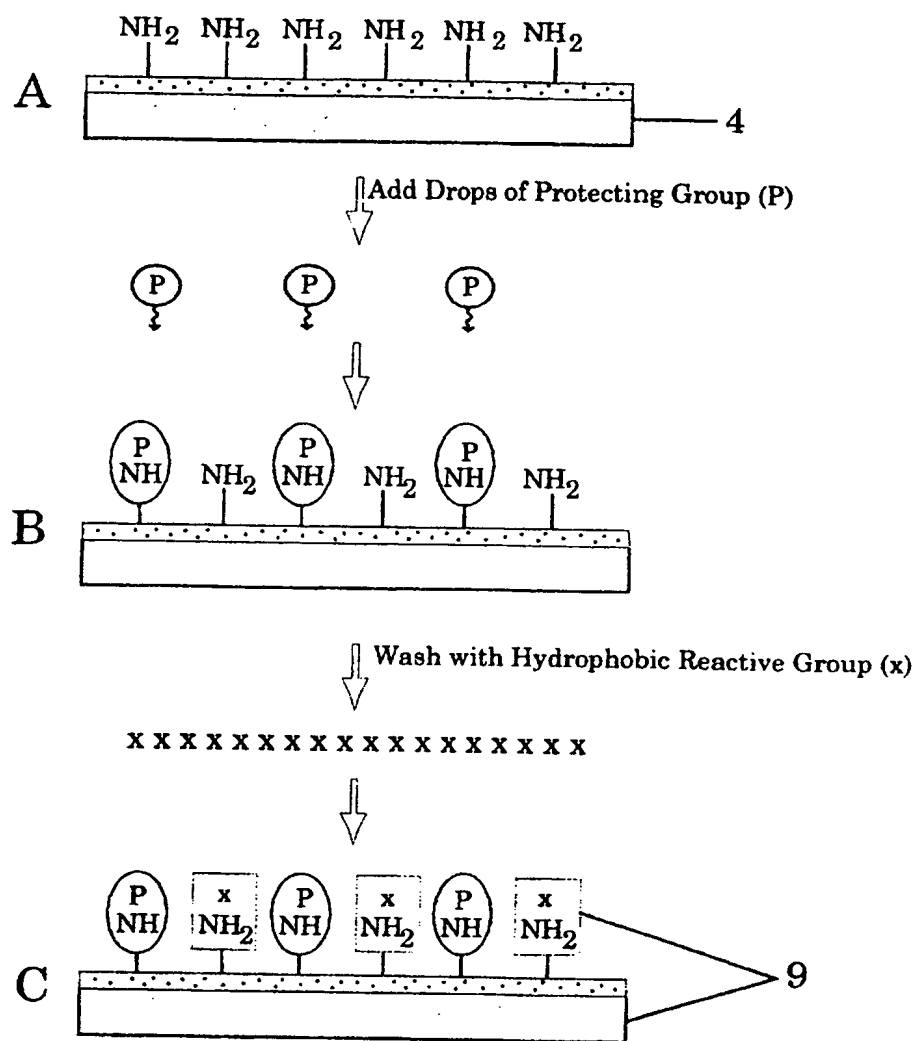 NH2 NH2 NH2 NH2 NH2 NH2
A
4
Add Drops of Protecting Group (P)
P P P
P P P
NH NH2 NH NH2 NH NH2
B
Wash with Hydrophobic Reactive Group (x)
x x x x x x x x x x x x x x x x x x
P x P x P x
NH NH2 NH NH2 NH NH2
9
C